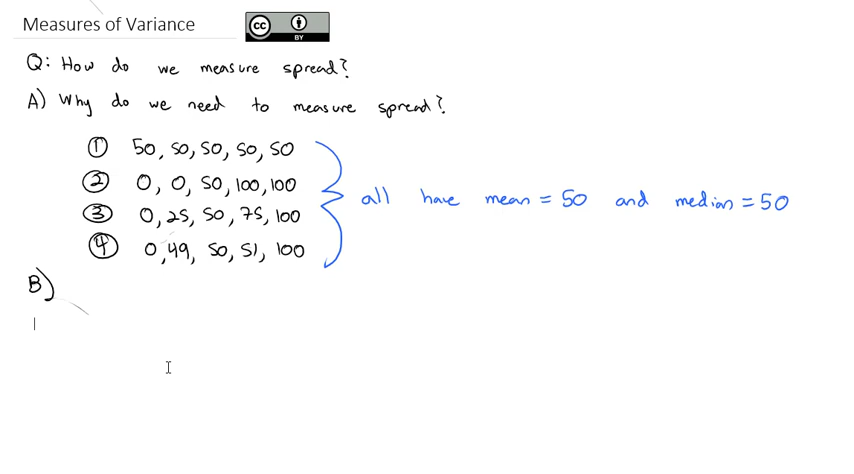 Measures of Variance
cc BY
Q: How do we measure spread?
A) Why do we need to measure spread?
① 50, 50, 50, 50, 50
② 0, 0, 50, 100, 100
③ 0, 25, 50, 75, 100
④ 0, 49, 50, 51, 100
all have mean = 50 and median = 50
B)